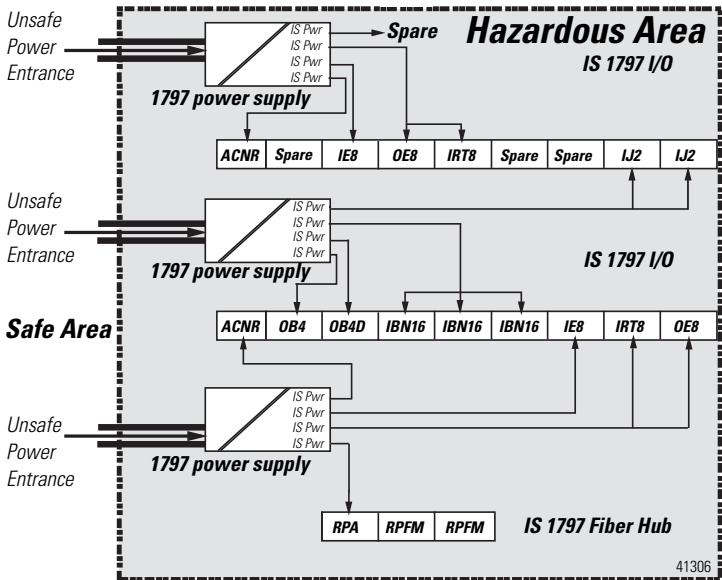 Unsafe
Power
Entrance
IS Pwr
IS Pwr
IS Pwr
IS Pwr
Spare
Hazardous Area
IS 1797 I/O
1797 power supply
ACNR Spare IE8 OE8 IRT8 Spare Spare IJ2 IJ2
Unsafe
Power
Entrance
IS Pwr
IS Pwr
IS Pwr
IS Pwr
IS 1797 I/O
1797 power supply
Safe Area
ACNR OB4 OB4D IBN16 IBN16 IBN16 IE8 IRT8 OE8
Unsafe
Power
Entrance
IS Pwr
IS Pwr
IS Pwr
IS Pwr
1797 power supply
RPA RPFM RPFM
IS 1797 Fiber Hub
41306